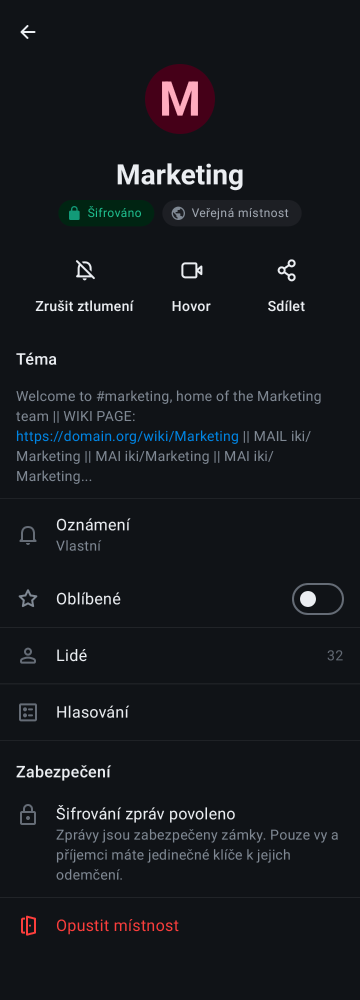 M
Marketing
Šifrováno
Veřejná místnost
Zrušit ztlumení
Hovor
Sdílet
Téma
Welcome to #marketing, home of the Marketing
team || WIKI PAGE:
https://domain.org/wiki/Marketing || MAIL iki/
Marketing || MAI iki/Marketing || MAI iki/
Marketing...
Oznámení
Vlastní
Oblíbené
Lidé 32
Hlasování
Zabezpečení
Šifrování zpráv povoleno
Zprávy jsou zabezpečeny zámky. Pouze vy a
příjemci máte jedinečné klíče k jejich
odemčení.
Opustit místnost